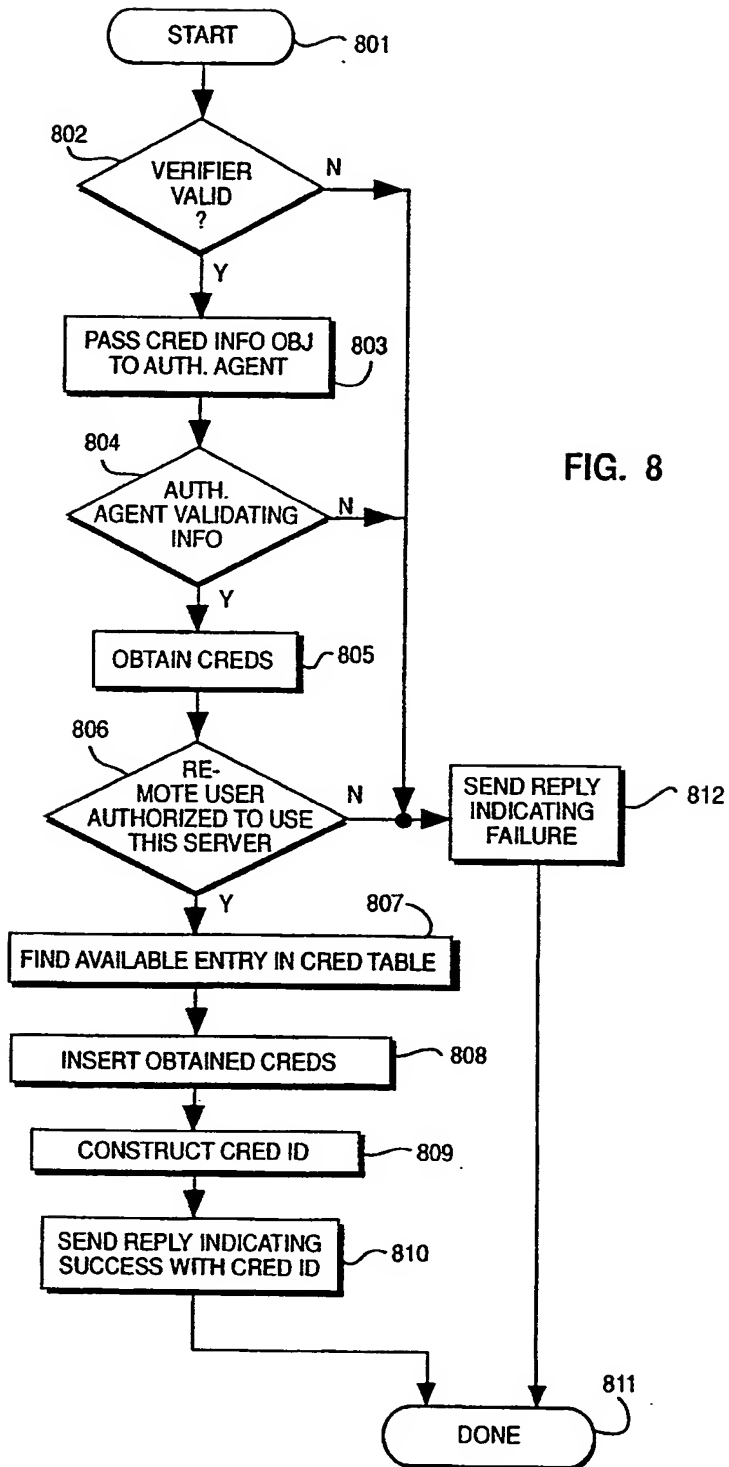 START
801
802
VERIFIER
VALID
?
N
Y
PASS CRED INFO OBJ
TO AUTH. AGENT
803
804
AUTH.
AGENT VALIDATING
INFO
N
Y
FIG. 8
OBTAIN CREDS
805
806
RE-
MOTE USER
AUTHORIZED TO USE
THIS SERVER
N
Y
SEND REPLY
INDICATING
FAILURE
812
807
FIND AVAILABLE ENTRY IN CRED TABLE
INSERT OBTAINED CREDS
808
CONSTRUCT CRED ID
809
SEND REPLY INDICATING
SUCCESS WITH CRED ID
810
811
DONE